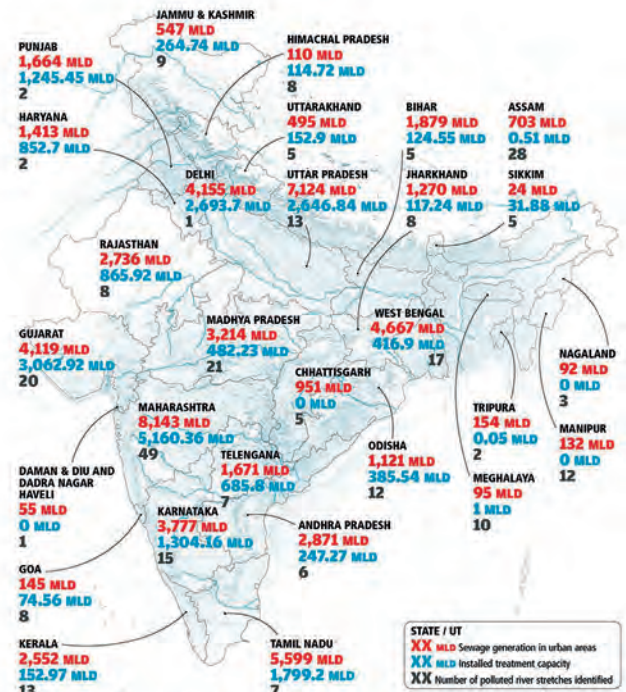 JAMMU & KASHMIR
547 MLD
264.74 MLD
9
PUNJAB
1,664 MLD
1,245.45 MLD
2
HIMACHAL PRADESH
110 MLD
114.72 MLD
8
HARYANA
1,413 MLD
852.7 MLD
2
UTTARAKHAND
495 MLD
152.9 MLD
5
BIHAR
1,879 MLD
124.55 MLD
5
ASSAM
703 MLD
0.51 MLD
28
DELHI
4,155 MLD
2,693.7 MLD
1
UTTAR PRADESH
7,124 MLD
2,646.84 MLD
13
JHARKHAND
1,270 MLD
117.24 MLD
8
SIKKIM
24 MLD
31.88 MLD
5
RAJASTHAN
2,736 MLD
865.92 MLD
8
GUJARAT
4,119 MLD
3,062.92 MLD
20
MADHYA PRADESH
3,214 MLD
482.23 MLD
21
WEST BENGAL
4,667 MLD
416.9 MLD
17
NAGALAND
92 MLD
0 MLD
3
CHHATTISGARH
951 MLD
0 MLD
5
MAHARASHTRA
8,143 MLD
5,160.36 MLD
49
TRIPURA
154 MLD
0.05 MLD
2
MANIPUR
132 MLD
0 MLD
12
TELENGANA
1,671 MLD
685.8 MLD
7
ODISHA
1,121 MLD
385.54 MLD
12
DAMAN & DIU AND
DADRA NAGAR
HAVELI
55 MLD
0 MLD
1
MEGHALAYA
95 MLD
1 MLD
10
KARNATAKA
3,777 MLD
1,304.16 MLD
15
ANDHRA PRADESH
2,871 MLD
247.27 MLD
6
GOA
145 MLD
74.56 MLD
8
KERALA
2,552 MLD
152.97 MLD
13
TAMIL NADU
5,599 MLD
1,799.2 MLD
7
STATE / UT
XX MLD Sewage generation in urban areas
XX MLD Installed treatment capacity
XX Number of polluted river stretches identified